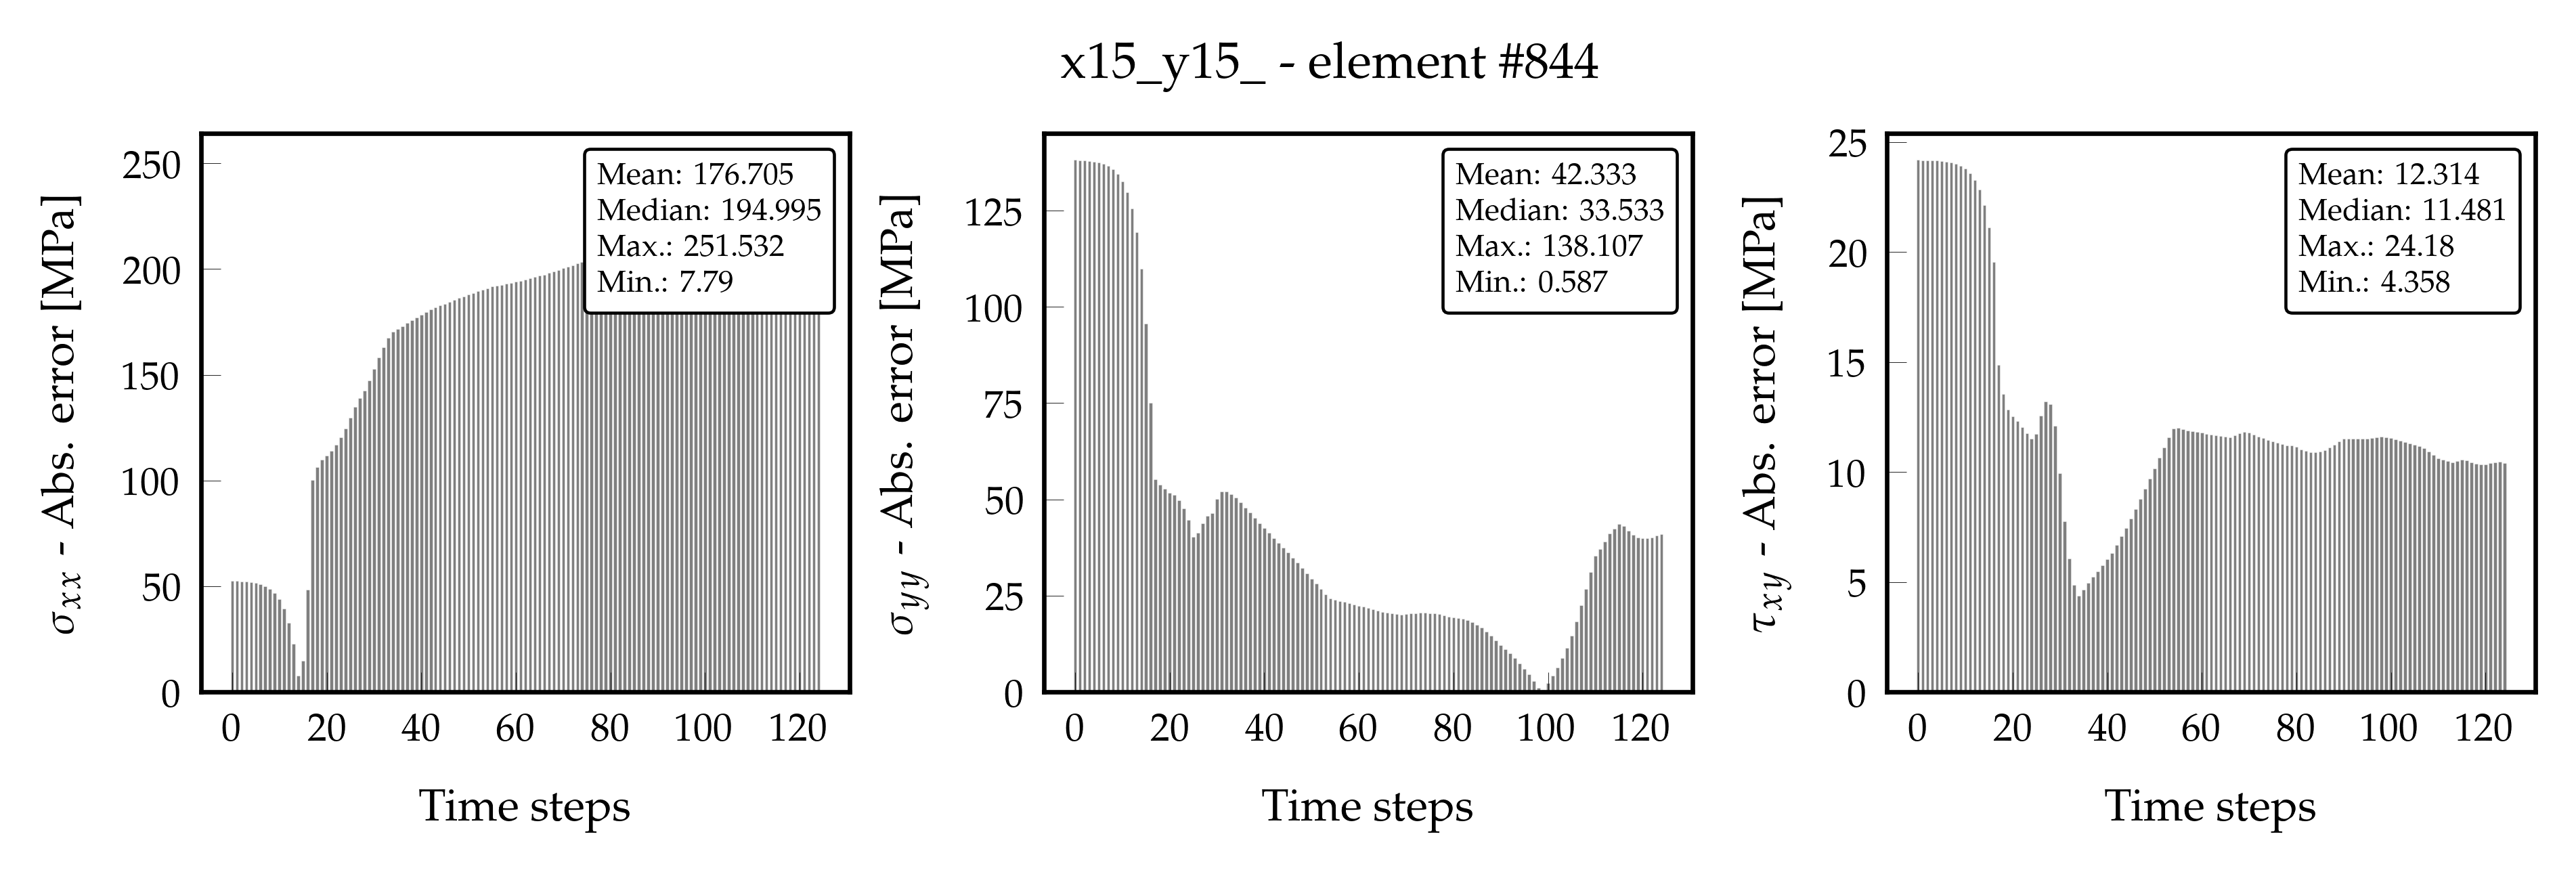 x15_y15_ - element #844
σxx - Abs. error [MPa]
250
200
150
100
50
0
Mean: 176.705
Median: 194.995
Max.: 251.532
Min.: 7.79
0 20 40 60 80 100 120
Time steps
σyy - Abs. error [MPa]
125
100
75
50
25
0
Mean: 42.333
Median: 33.533
Max.: 138.107
Min.: 0.587
0 20 40 60 80 100 120
Time steps
τxy - Abs. error [MPa]
25
20
15
10
5
0
Mean: 12.314
Median: 11.481
Max.: 24.18
Min.: 4.358
0 20 40 60 80 100 120
Time steps